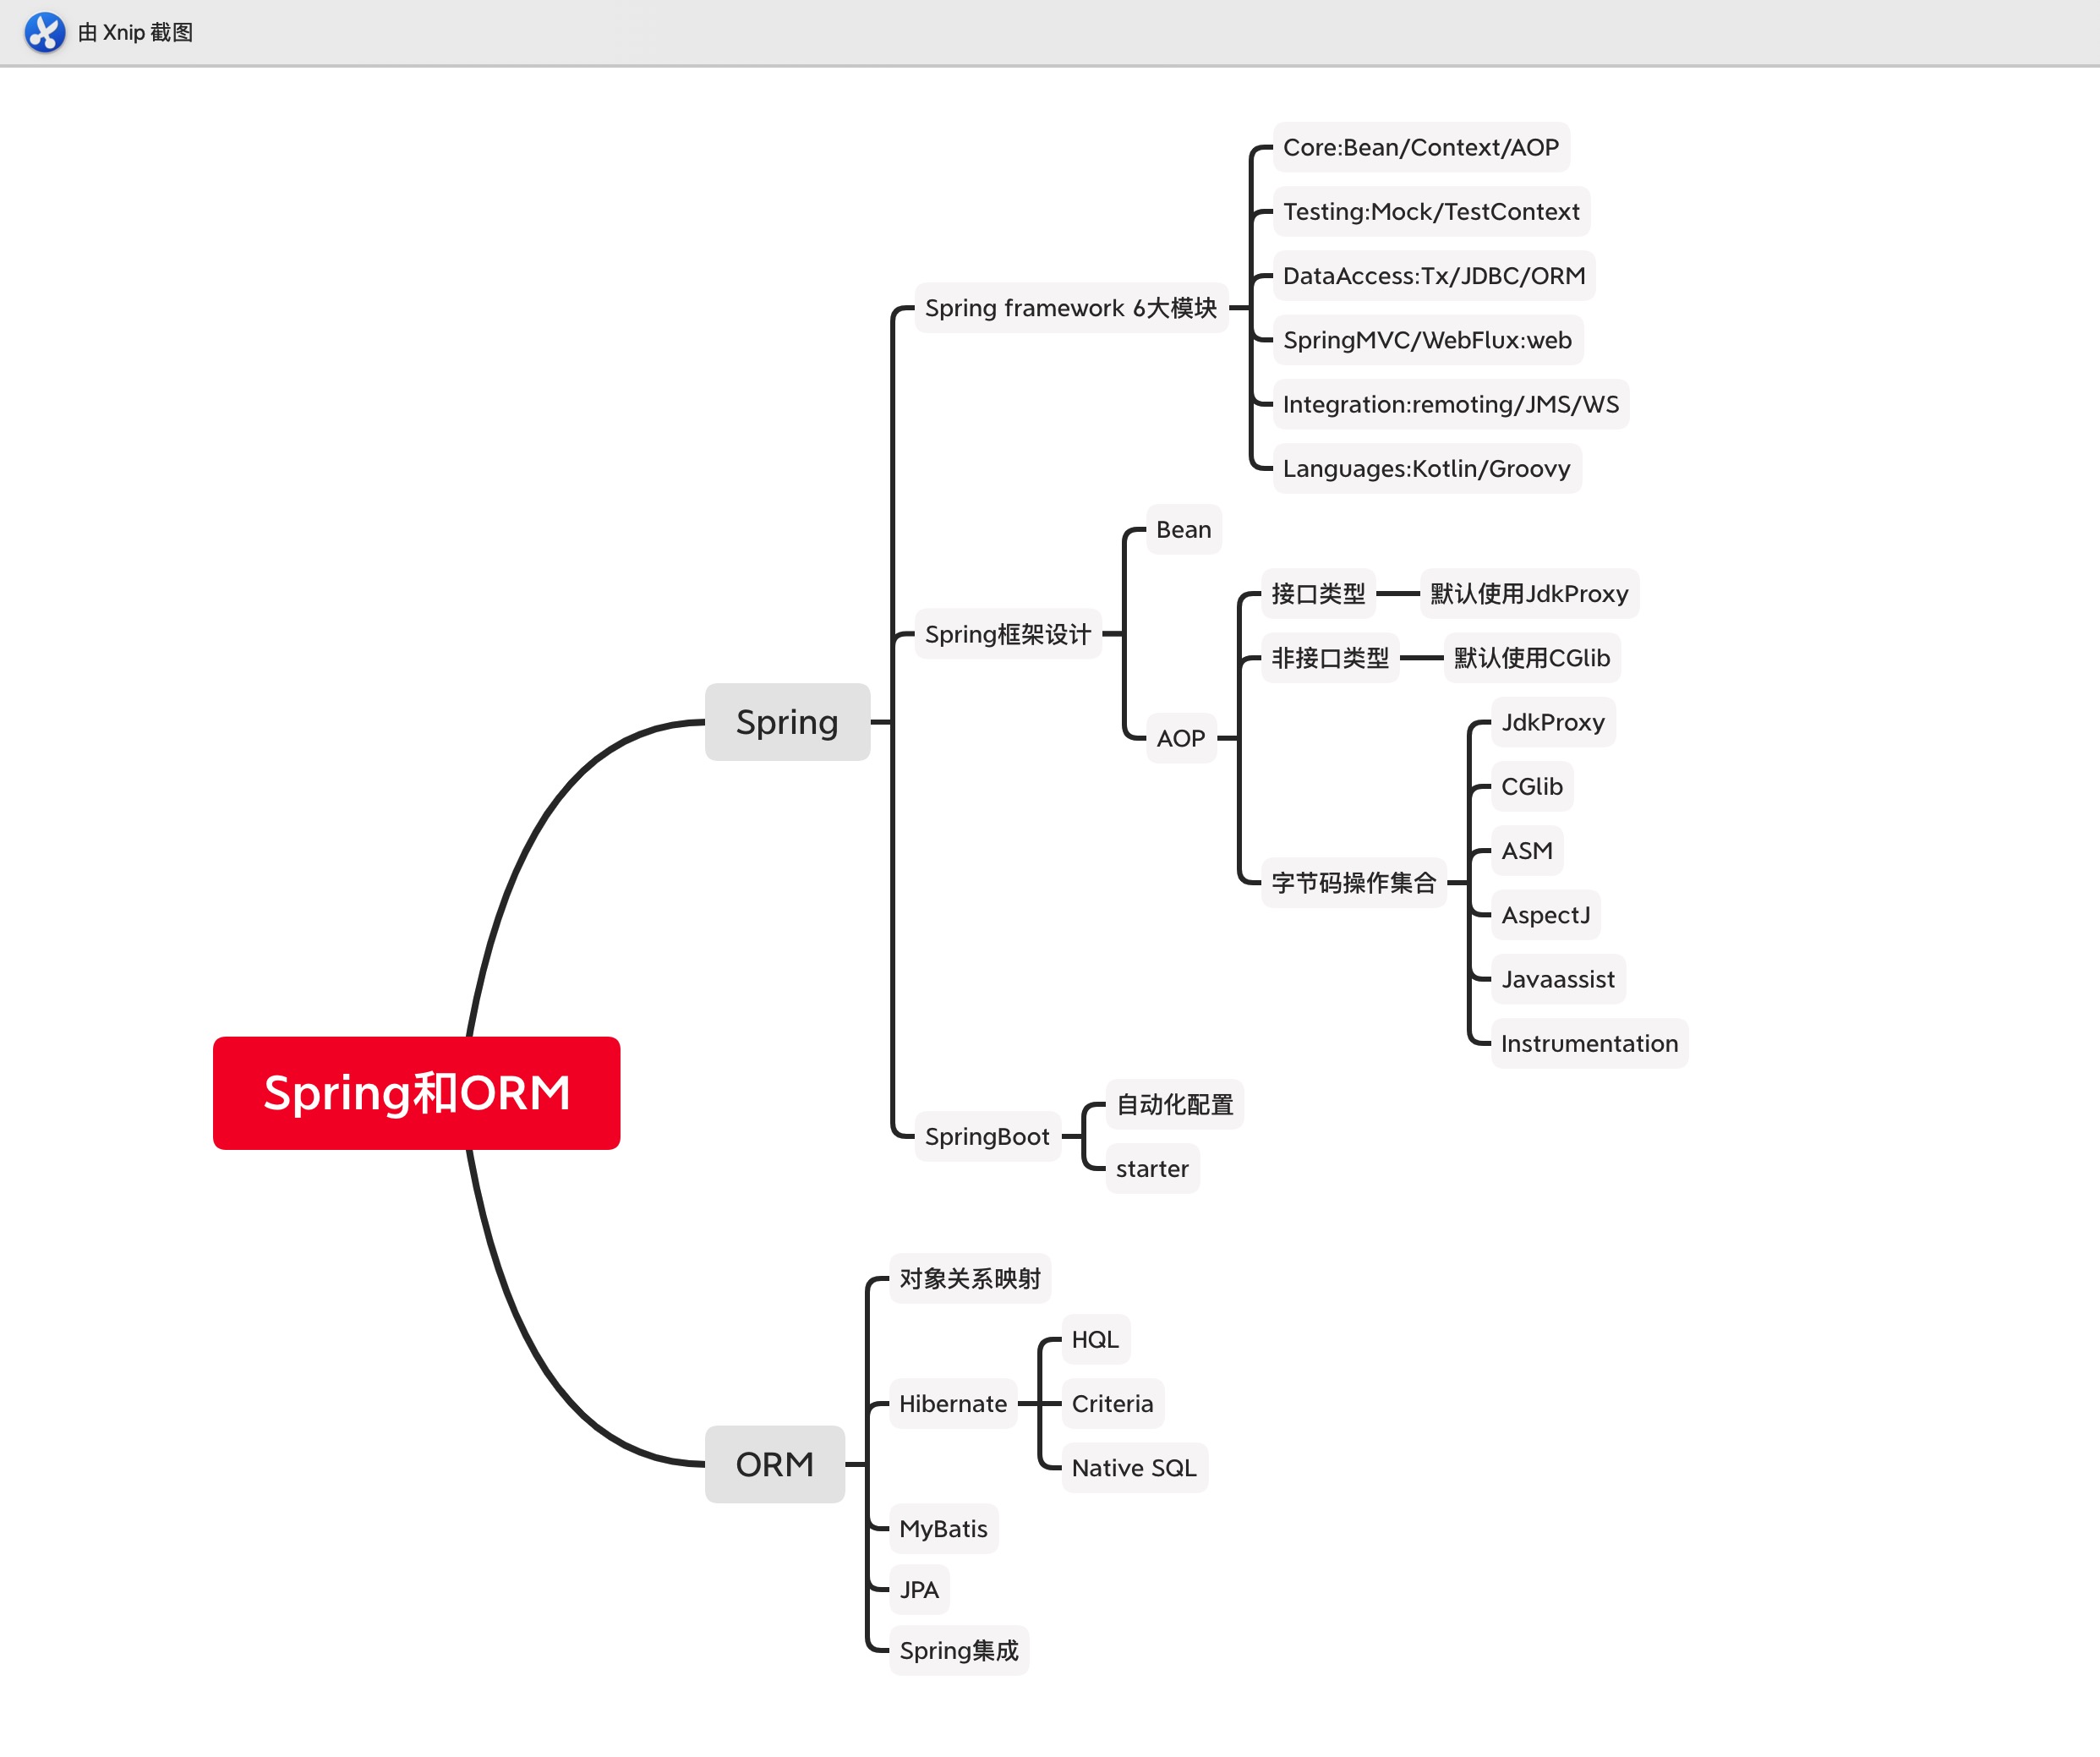 由 Xnip 截图
Spring和ORM
Spring
Spring framework 6大模块
Core:Bean/Context/AOP
Testing:Mock/TestContext
DataAccess:Tx/JDBC/ORM
SpringMVC/WebFlux:web
Integration:remoting/JMS/WS
Languages:Kotlin/Groovy
Spring框架设计
Bean
AOP
接口类型
默认使用JdkProxy
非接口类型
默认使用CGlib
字节码操作集合
JdkProxy
CGlib
ASM
AspectJ
Javaassist
Instrumentation
SpringBoot
自动化配置
starter
ORM
对象关系映射
Hibernate
HQL
Criteria
Native SQL
MyBatis
JPA
Spring集成